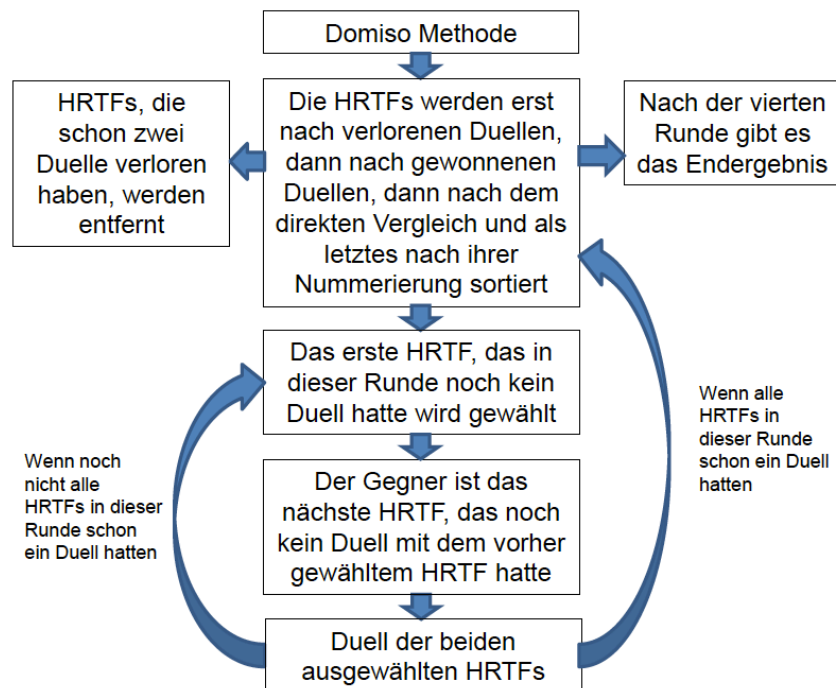 Domiso Methode
HRTFs, die
schon zwei
Duelle verloren
haben, werden
entfernt
Die HRTFs werden erst
nach verlorenen Duellen,
dann nach gewonnenen
Duellen, dann nach dem
direkten Vergleich und als
letztes nach ihrer
Nummerierung sortiert
Nach der vierten
Runde gibt es
das Endergebnis
Das erste HRTF, das in
dieser Runde noch kein
Duell hatte wird gewählt
Wenn alle
HRTFs in
dieser Runde
schon ein Duell
hatten
Wenn noch
nicht alle
HRTFs in dieser
Runde schon
ein Duell hatten
Der Gegner ist das
nächste HRTF, das noch
kein Duell mit dem vorher
gewähltem HRTF hatte
Duell der beiden
ausgewählten HRTFs